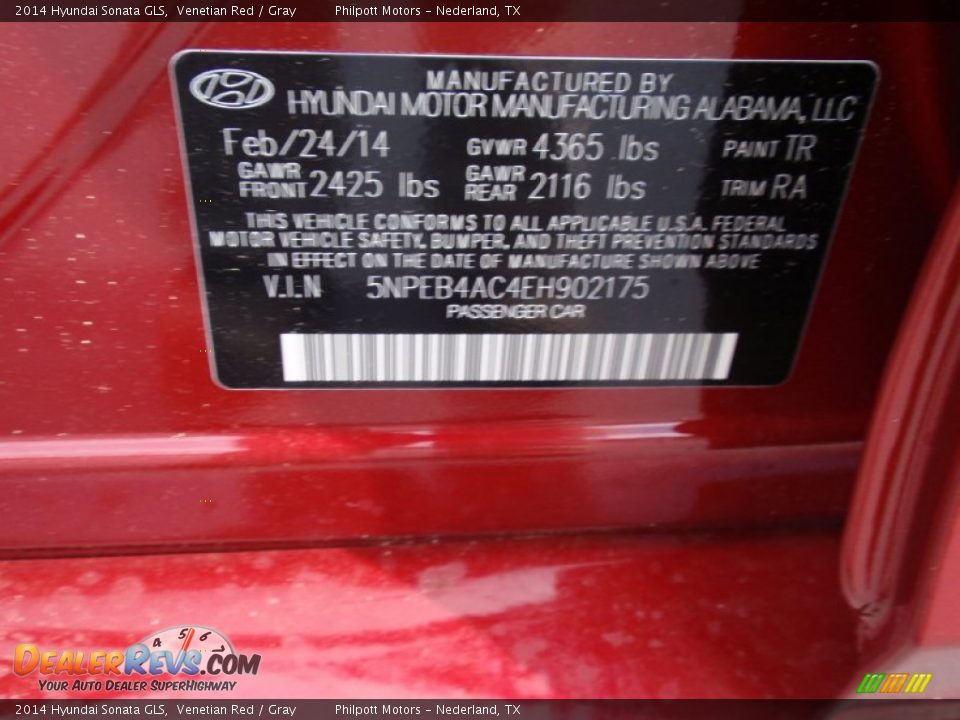 2014 Hyundai Sonata GLS, Venetian Red / Gray Philpott Motors - Nederland, TX
MANUFACTURED BY
HYUNDAI MOTOR MANUFACTURING ALABAMA, LLC
Feb/24/14 GVWR 4365 lbs PAINT TR
GAWR FRONT 2425 lbs GAWR REAR 2116 lbs TRIM RA
THIS VEHICLE CONFORMS TO ALL APPLICABLE U.S.A. FEDERAL
MOTOR VEHICLE SAFETY, BUMPER, AND THEFT PREVENTION STANDARDS
IN EFFECT ON THE DATE OF MANUFACTURE SHOWN ABOVE
V.I.N 5NPEB4AC4EH902175
PASSENGER CAR
4 5 6
DEALERREVS.COM
YOUR AUTO DEALER SUPERHIGHWAY
2014 Hyundai Sonata GLS, Venetian Red / Gray Philpott Motors - Nederland, TX